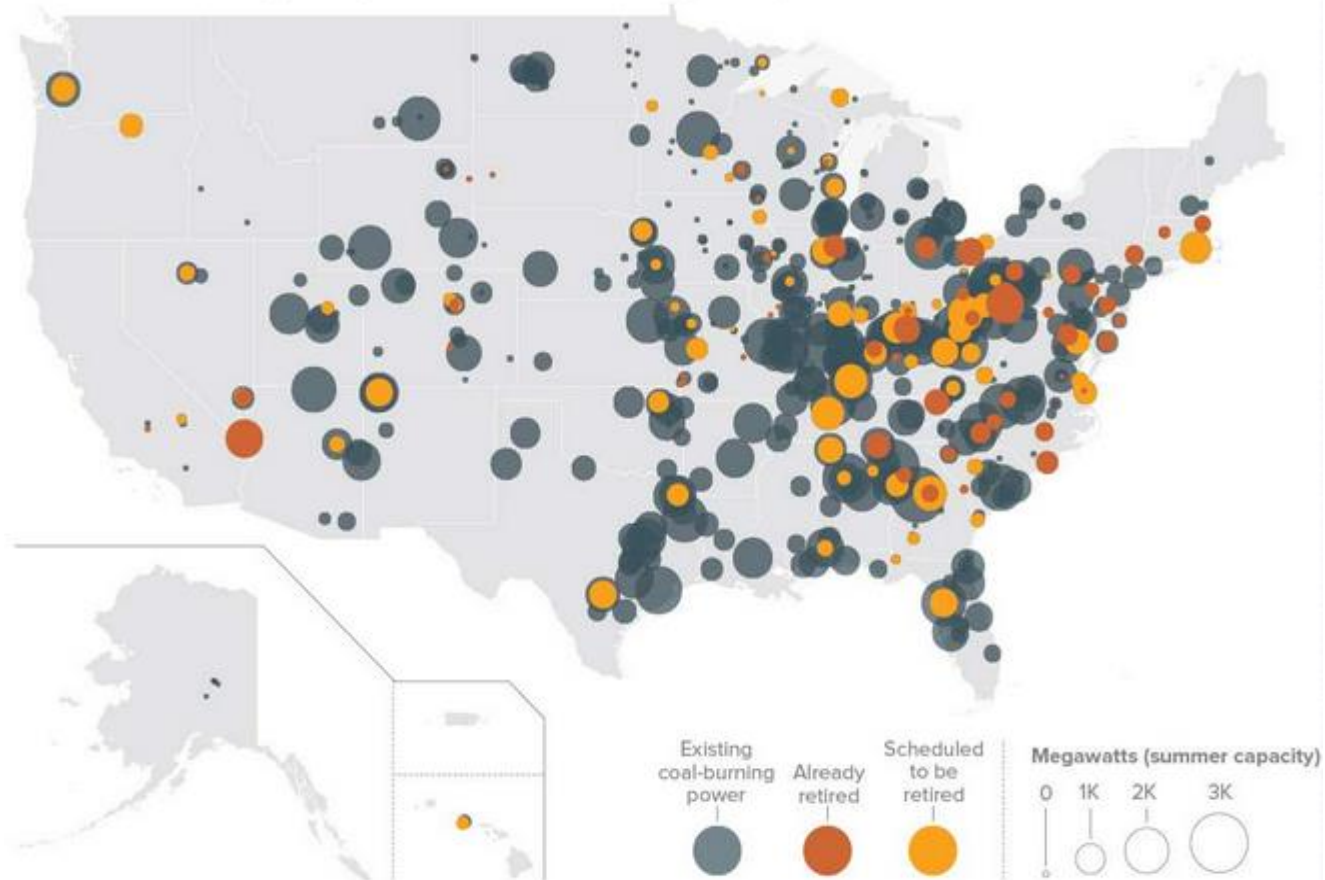 Existing
coal-burning
power
Already
retired
Scheduled
to be
retired
Megawatts (summer capacity)
0 1K 2K 3K